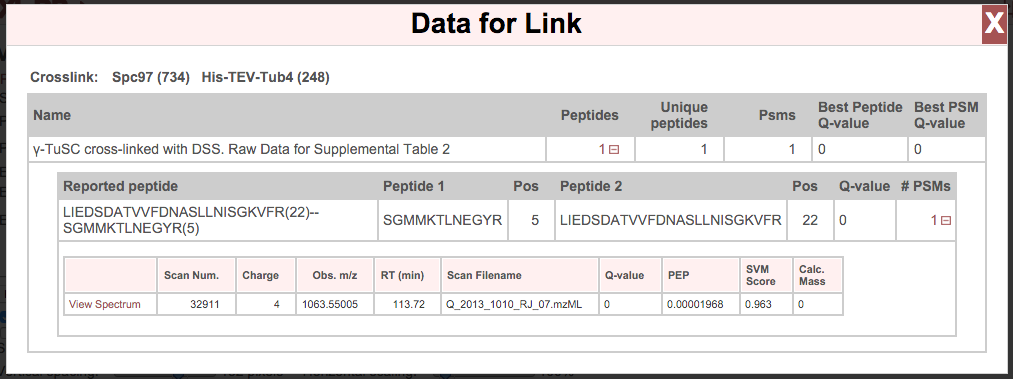 Data for Link
X
Crosslink: Spc97 (734) His-TEV-Tub4 (248)
Name Peptides Unique peptides Psms Best Peptide Q-value Best PSM Q-value
γ-TuSC cross-linked with DSS. Raw Data for Supplemental Table 2 1 1 1 0 0
Reported peptide Peptide 1 Pos Peptide 2 Pos Q-value # PSMs
LIEDSDATVVFDNASLLNISGKVFR(22)--
SGMMKTLNEGYR(5) SGMMKTLNEGYR 5 LIEDSDATVVFDNASLLNISGKVFR 22 0 1
Scan Num. Charge Obs. m/z RT (min) Scan Filename Q-value PEP SVM Score Calc. Mass
View Spectrum 32911 4 1063.55005 113.72 Q_2013_1010_RJ_07.mzML 0 0.00001968 0.963 0